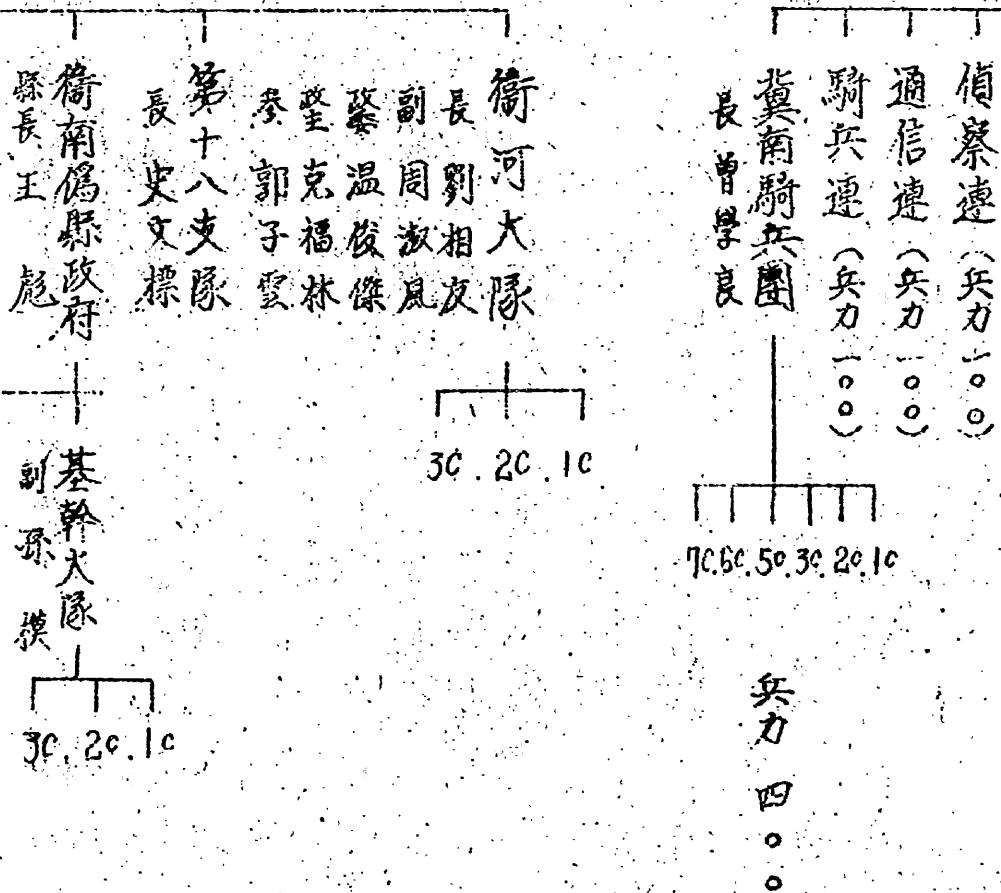 偵察連（兵力一〇〇）
通信連（兵力一〇〇）
騎兵連（兵力一〇〇）
冀南騎兵團
長 曾學良
7C.6C.5C.3C.2C.1C
兵力 四〇〇
衛河大隊
長 劉相友
副 周淑
政委 温俊傑
政主 克福林
參 郭子雲
3C.2C.1C
第十八支隊
長 史文標
衛南偽縣政府
縣長 王彪
基幹大隊
副 孫
3C.2C.1C